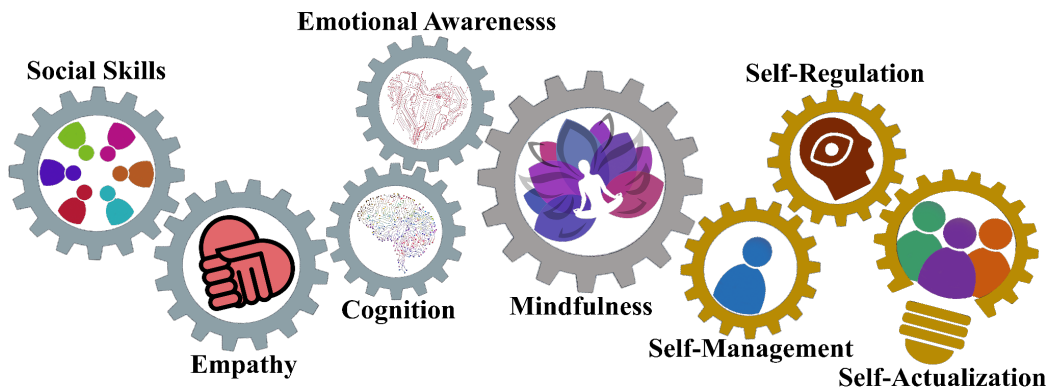 Emotional Awarenesss
Social Skills
Self-Regulation
Cognition
Mindfulness
Empathy
Self-Management
Self-Actualization